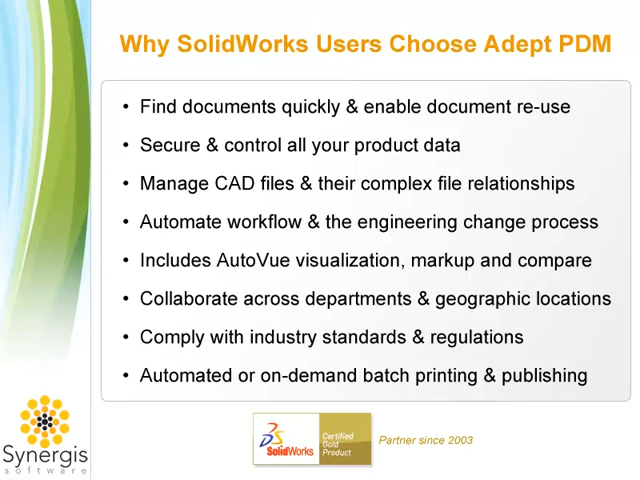 Why SolidWorks Users Choose Adept PDM
• Find documents quickly & enable document re-use
• Secure & control all your product data
• Manage CAD files & their complex file relationships
• Automate workflow & the engineering change process
• Includes AutoVue visualization, markup and compare
• Collaborate across departments & geographic locations
• Comply with industry standards & regulations
• Automated or on-demand batch printing & publishing
Synergis
software
SolidWorks
Certified
Gold
Product
Partner since 2003